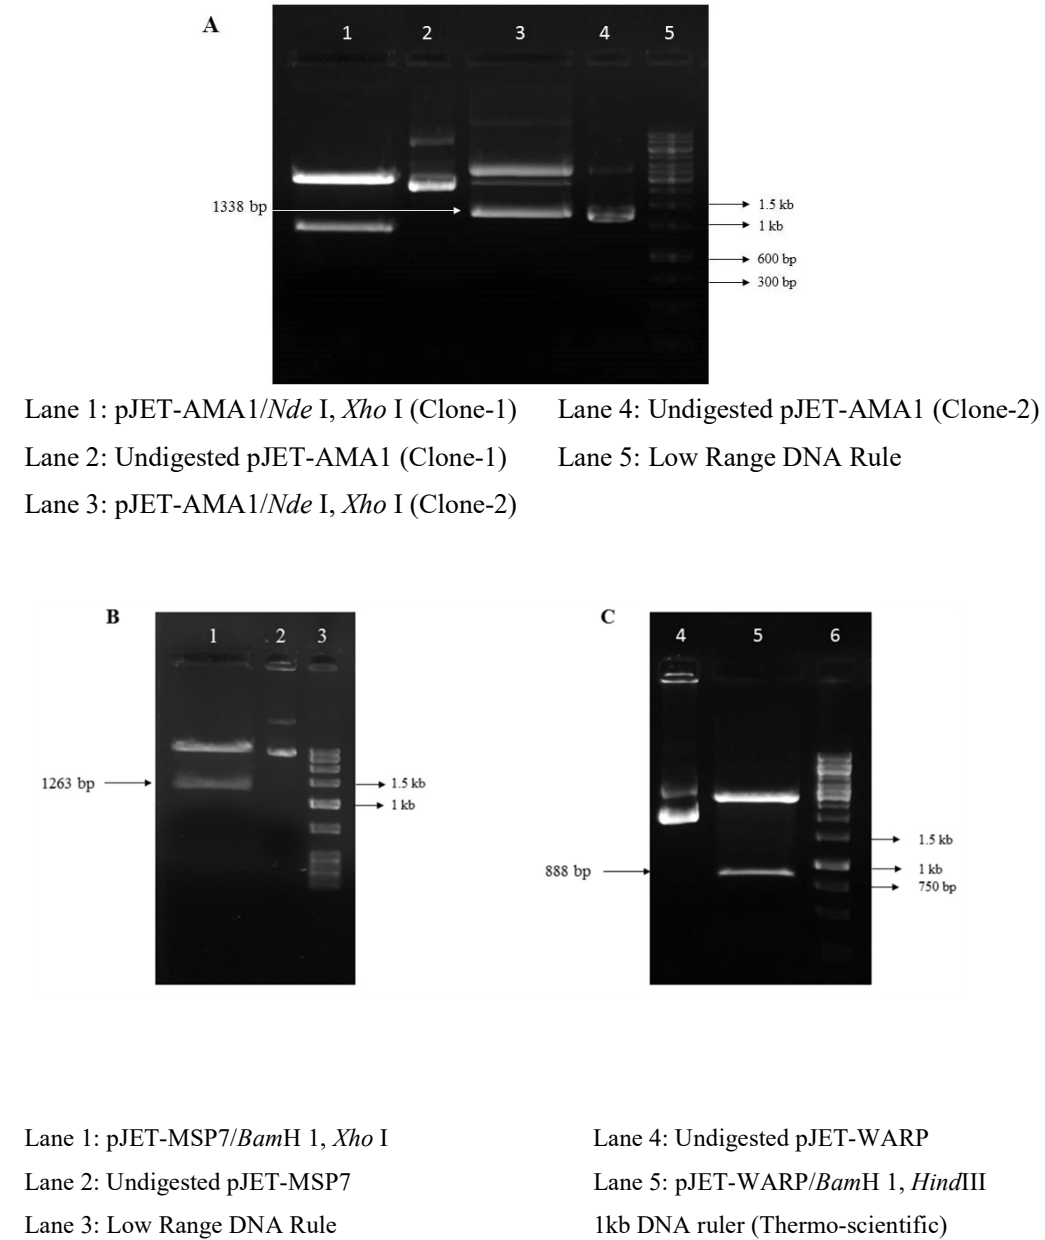 A
1 2 3 4 5
1338 bp
1.5 kb
1 kb
600 bp
300 bp
Lane 1: pJET-AMA1/Nde I, Xho I (Clone-1)
Lane 4: Undigested pJET-AMA1 (Clone-2)
Lane 2: Undigested pJET-AMA1 (Clone-1)
Lane 5: Low Range DNA Rule
Lane 3: pJET-AMA1/Nde I, Xho I (Clone-2)
B
1 2 3
1263 bp
1.5 kb
1 kb
C
4 5 6
888 bp
1.5 kb
1 kb
750 bp
Lane 1: pJET-MSP7/BamH 1, Xho I
Lane 2: Undigested pJET-MSP7
Lane 3: Low Range DNA Rule
Lane 4: Undigested pJET-WARP
Lane 5: pJET-WARP/BamH 1, HindIII
1kb DNA ruler (Thermo-scientific)